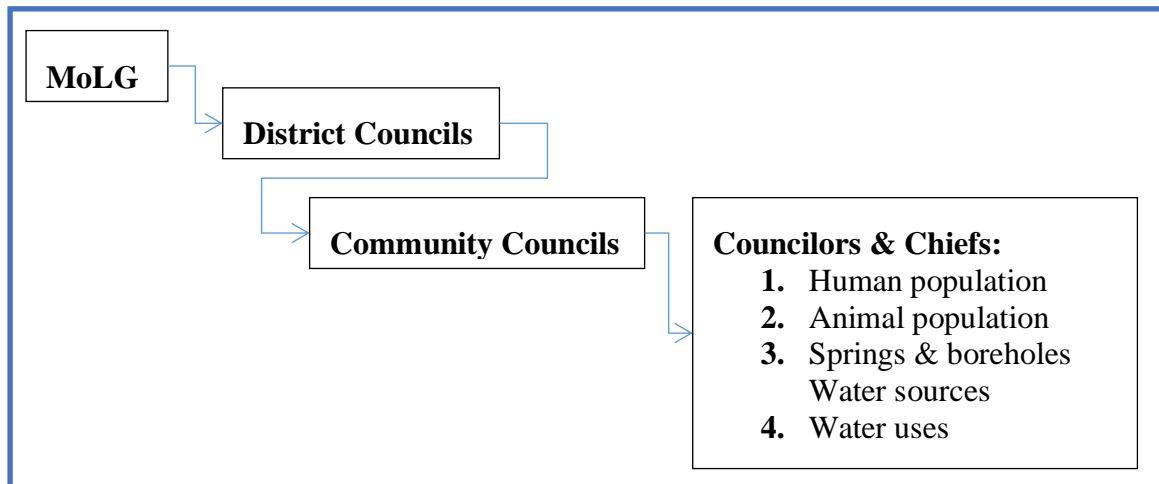 MoLG
District Councils
Community Councils
Councilors & Chiefs:
1. Human population
2. Animal population
3. Springs & boreholes
Water sources
4. Water uses